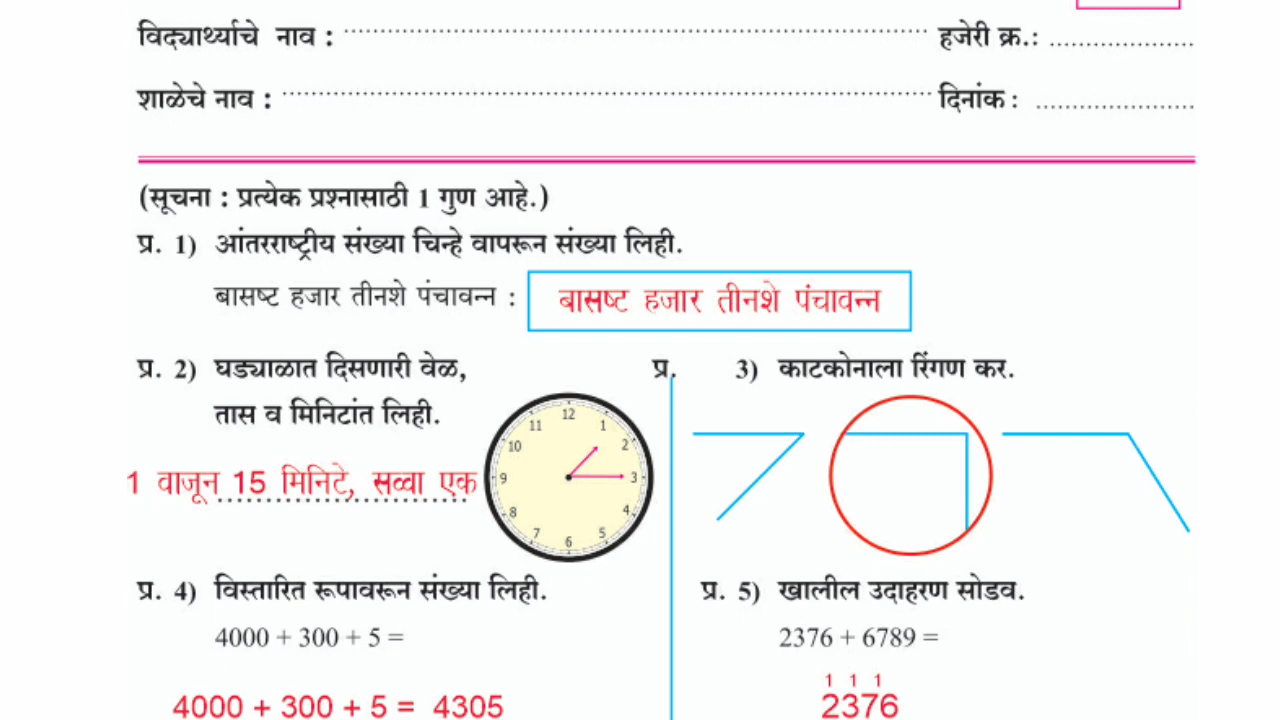 विद्यार्थ्याचे नाव : ........................ हजेरी क्र.: ....................
शाळेचे नाव : ........................ दिनांक : ....................
(सूचना : प्रत्येक प्रश्नासाठी 1 गुण आहे.)
प्र. 1) आंतरराष्ट्रीय संख्या चिन्हे वापरून संख्या लिही.
बासष्ट हजार तीनशे पंचावन्न : बासष्ट हजार तीनशे पंचावन्न
प्र. 2) घड्याळात दिसणारी वेळ,
तास व मिनिटांत लिही.
1 वाजून 15 मिनिटे, सव्वा एक
12
1
2
3
4
5
6
7
8
9
10
11
प्र. 3) काटकोनाला रिंगण कर.
प्र. 4) विस्तारित रूपावरून संख्या लिही.
4000 + 300 + 5 =
4000 + 300 + 5 = 4305
प्र. 5) खालील उदाहरण सोडव.
2376 + 6789 =
1 1 1
2376